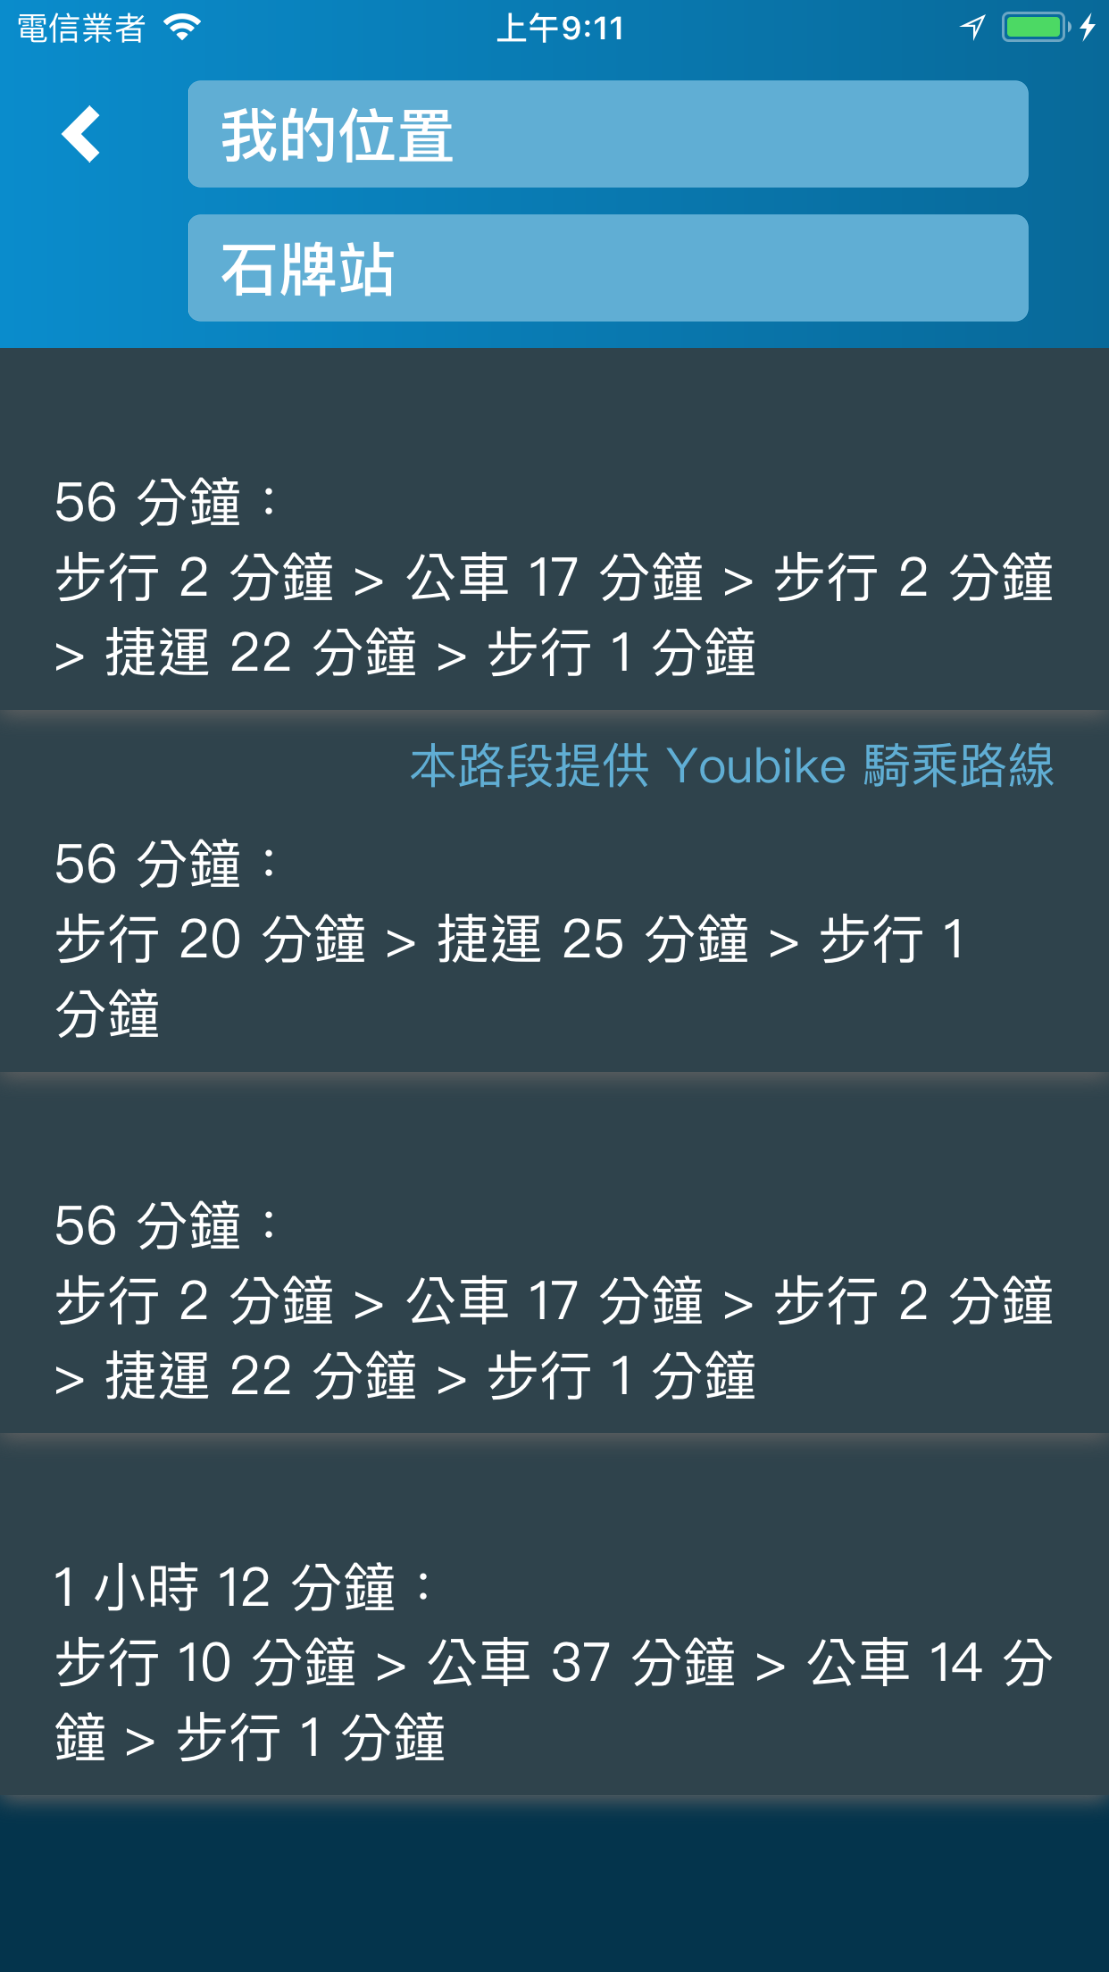 電信業者
上午9:11
我的位置
石牌站
56 分鐘：
步行 2 分鐘 > 公車 17 分鐘 > 步行 2 分鐘
> 捷運 22 分鐘 > 步行 1 分鐘
本路段提供 Youbike 騎乘路線
56 分鐘：
步行 20 分鐘 > 捷運 25 分鐘 > 步行 1
分鐘
56 分鐘：
步行 2 分鐘 > 公車 17 分鐘 > 步行 2 分鐘
> 捷運 22 分鐘 > 步行 1 分鐘
1 小時 12 分鐘：
步行 10 分鐘 > 公車 37 分鐘 > 公車 14 分
鐘 > 步行 1 分鐘